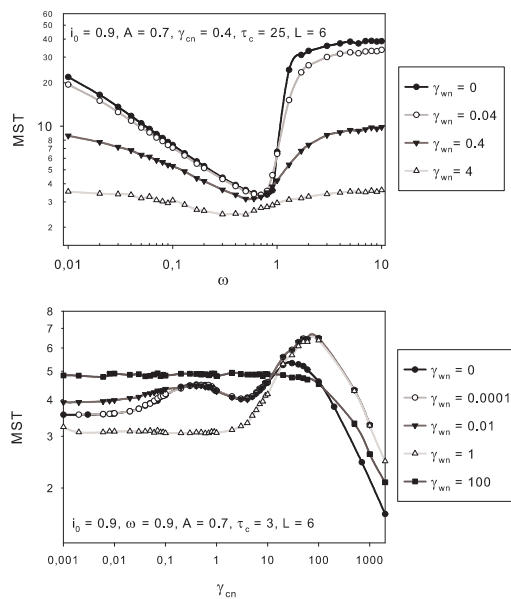 i₀ = 0.9, A = 0.7, γcn = 0.4, τc = 25, L = 6
60
50
40
30
20
10
9
8
7
6
5
4
3
2
MST
0,01
0,1
1
10
ω
γwn = 0
γwn = 0.04
γwn = 0.4
γwn = 4
8
7
6
5
4
3
2
MST
i₀ = 0.9, ω = 0.9, A = 0.7, τc = 3, L = 6
0,001
0,01
0,1
1
10
100
1000
γcn
γwn = 0
γwn = 0.0001
γwn = 0.01
γwn = 1
γwn = 100